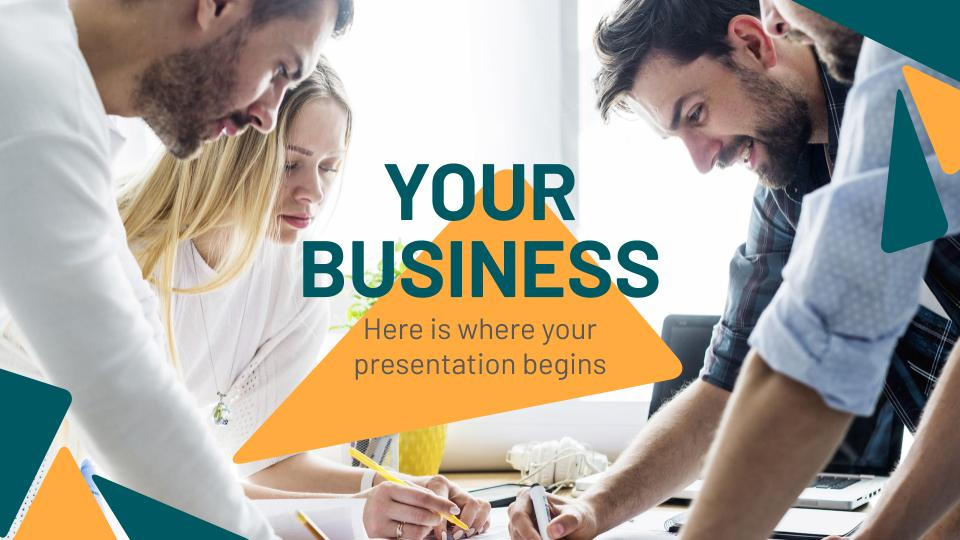 YOUR
BUSINESS
Here is where your
presentation begins